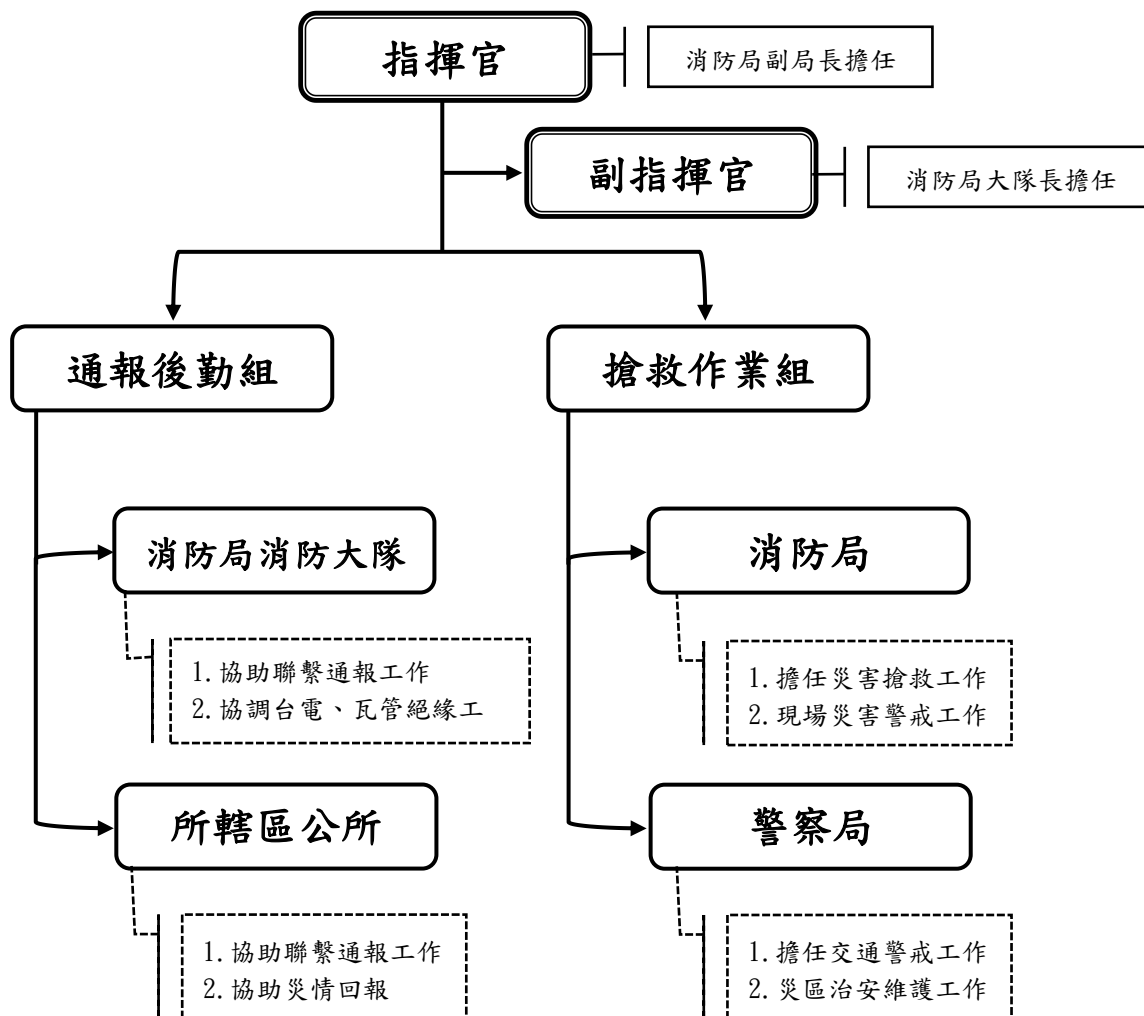 指揮官
消防局副局長擔任
副指揮官
消防局大隊長擔任
通報後勤組
搶救作業組
消防局消防大隊
消防局
1.協助聯繫通報工作
2.協調台電、瓦管絕緣工
1.擔任災害搶救工作
2.現場災害警戒工作
所轄區公所
警察局
1.協助聯繫通報工作
2.協助災情回報
1.擔任交通警戒工作
2.災區治安維護工作